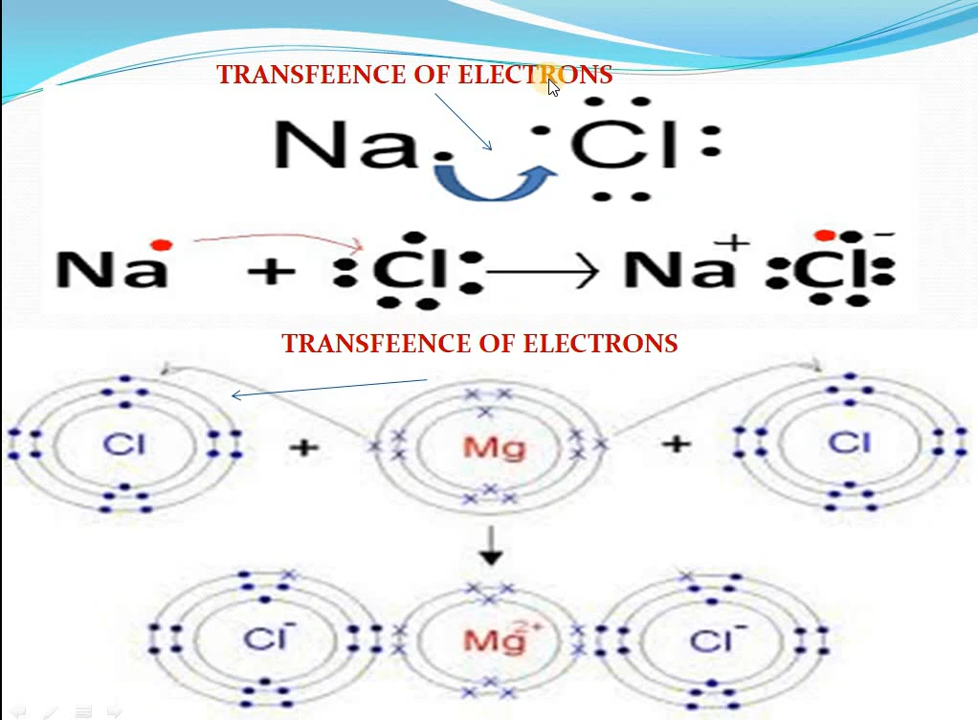 TRANSFEENCE OF ELECTRONS
Na Cl
Na + Cl Na + Cl −
TRANSFEENCE OF ELECTRONS
Cl + Mg + Cl
Cl⁻ Mg²⁺ Cl⁻